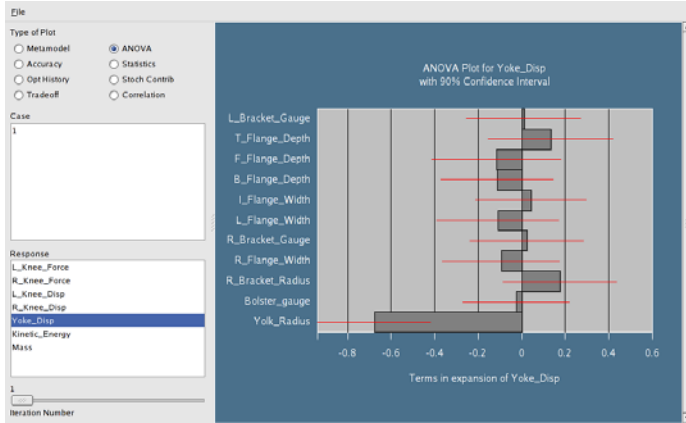 File
Type of Plot
Metamodel ANOVA
Accuracy Statistics
Opt History Stoch Contrib
Tradeoff Correlation
Case
1
Response
L_Knee_Force
R_Knee_Force
L_Knee_Disp
R_Knee_Disp
Yoke_Disp
Kinetic_Energy
Mass
1
Iteration Number
ANOVA Plot for Yoke_Disp
with 90% Confidence Interval
L_Bracket_Gauge
T_Flange_Depth
F_Flange_Depth
B_Flange_Depth
I_Flange_Width
L_Flange_Width
R_Bracket_Gauge
R_Flange_Width
R_Bracket_Radius
Bolster_gauge
Yolk_Radius
-0.8 -0.6 -0.4 -0.2 0 0.2 0.4 0.6
Terms in expansion of Yoke_Disp